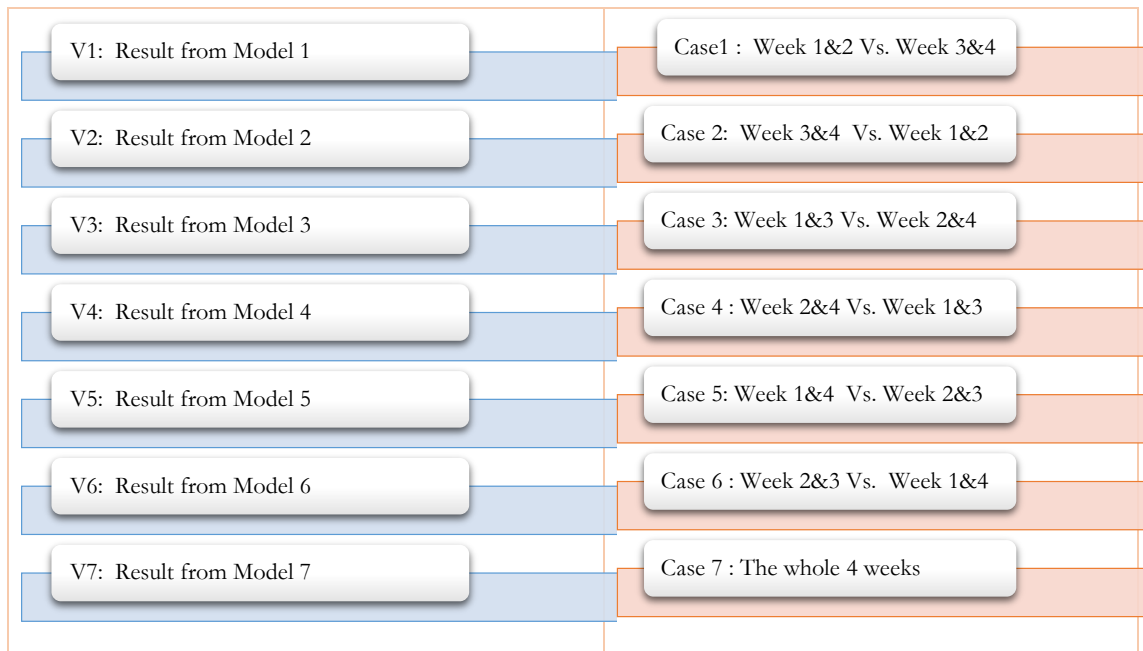 V1: Result from Model 1
Case1 : Week 1&2 Vs. Week 3&4
V2: Result from Model 2
Case 2: Week 3&4 Vs. Week 1&2
V3: Result from Model 3
Case 3: Week 1&3 Vs. Week 2&4
V4: Result from Model 4
Case 4 : Week 2&4 Vs. Week 1&3
V5: Result from Model 5
Case 5: Week 1&4 Vs. Week 2&3
V6: Result from Model 6
Case 6 : Week 2&3 Vs. Week 1&4
V7: Result from Model 7
Case 7 : The whole 4 weeks